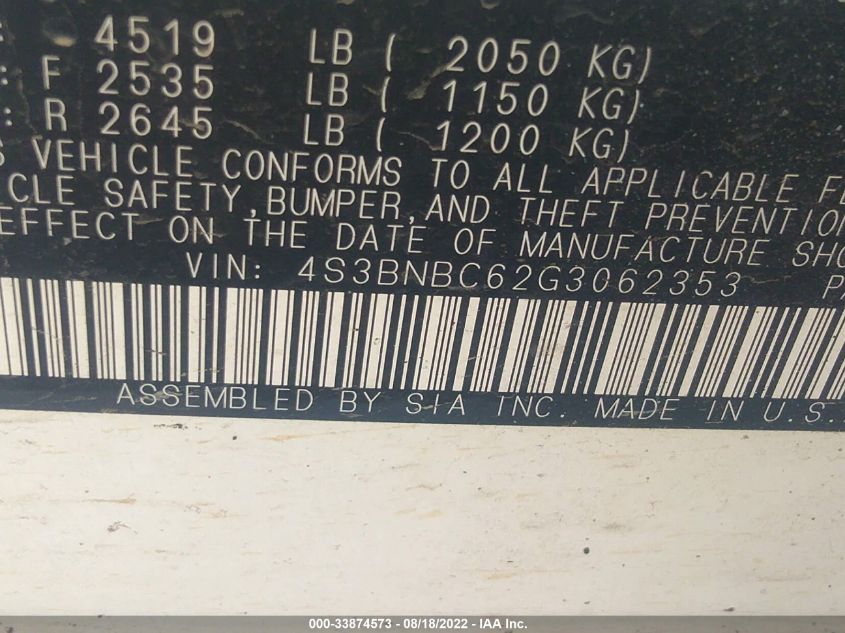 : 4519 LB ( 2050 KG)
: F 2535 LB ( 1150 KG)
: R 2645 LB ( 1200 KG)
VEHICLE CONFORMS TO ALL APPLICABLE
SAFETY, BUMPER, AND THEFT PREVENTION
EFFECT ON THE DATE OF MANUFACTURE
VIN: 4S3BNBC62G3062353
ASSEMBLED BY SIA INC. MADE IN U.S.
000-33874573 - 08/18/2022 - IAA Inc.